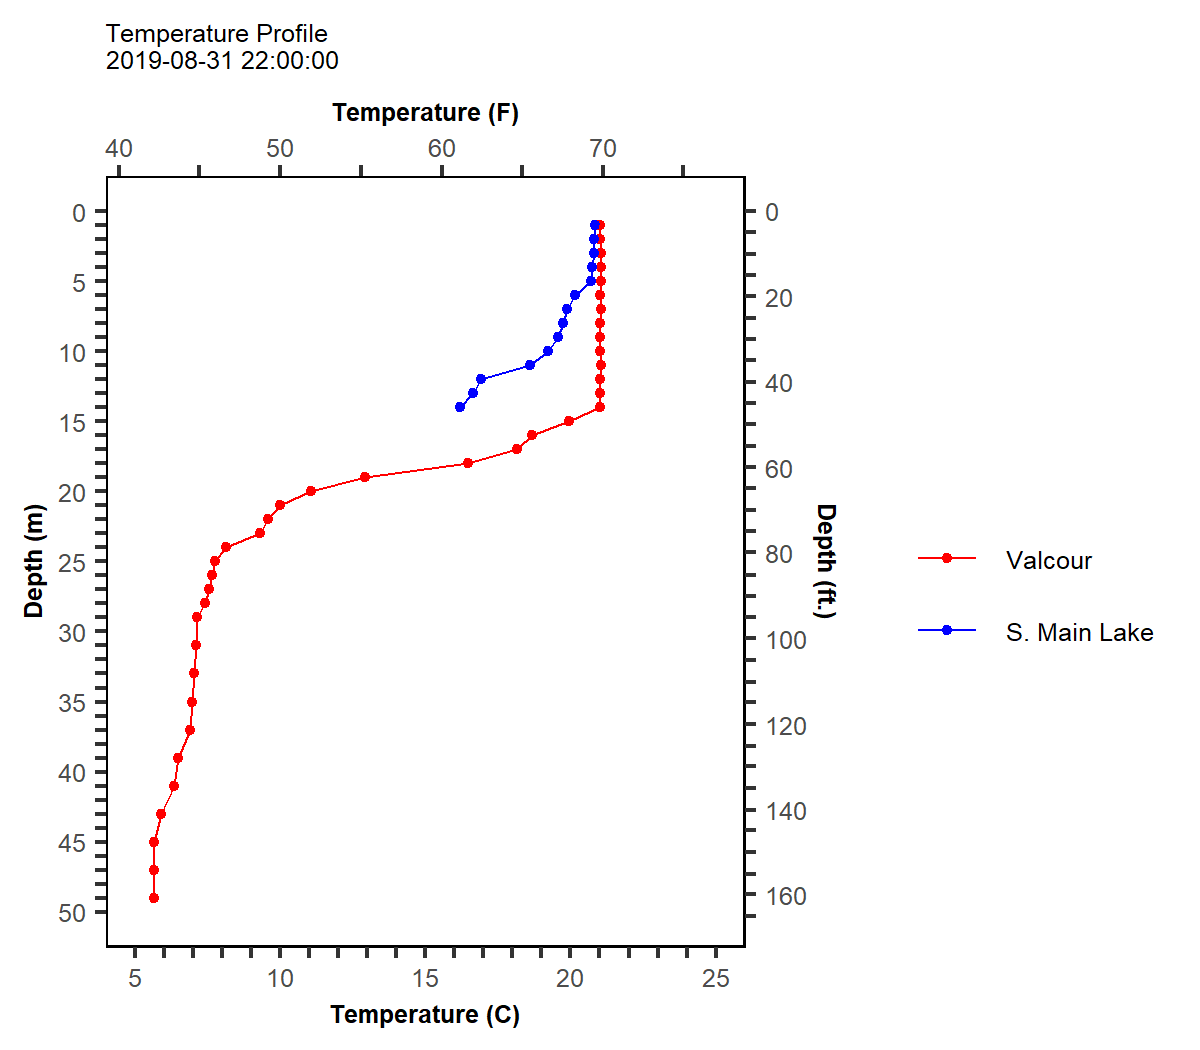 Temperature Profile
2019-08-31 22:00:00
Temperature (F)
40 50 60 70
0
5
10
15
20
25
30
35
40
45
50
Depth (m)
0
20
40
60
80
100
120
140
160
Depth (ft.)
Valcour
S. Main Lake
5 10 15 20 25
Temperature (C)